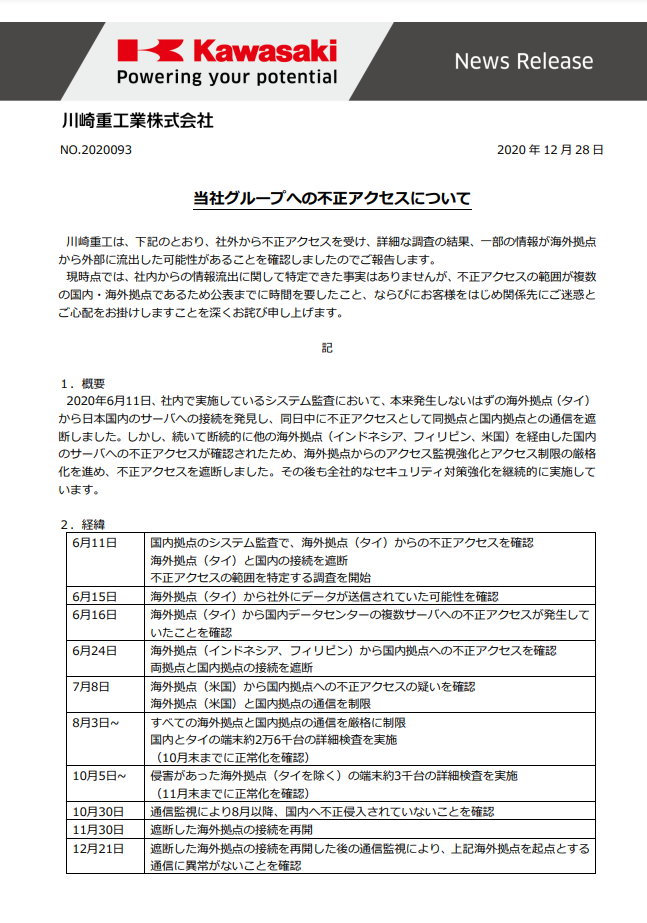 Kawasaki
Powering your potential
News Release
川崎重工業株式会社
NO.2020093
2020 年 12 月 28 日
当社グループへの不正アクセスについて
川崎重工は、下記のとおり、社外から不正アクセスを受け、詳細な調査の結果、一部の情報が海外拠点
から外部に流出した可能性があることを確認しましたのでご報告します。
現時点では、社内からの情報流出に関して特定できた事実はありませんが、不正アクセスの範囲が複数
の国内・海外拠点であるため公表までに時間を要したこと、ならびにお客様をはじめ関係先にご迷惑と
ご心配をお掛けしますことを深くお詫び申し上げます。
記
１．概要
2020年6月11日、社内で実施しているシステム監査において、本来発生しないはずの海外拠点（タイ）
から日本国内のサーバへの接続を発見し、同日中に不正アクセスとして同拠点と国内拠点との通信を遮
断しました。しかし、続いて断続的に他の海外拠点（インドネシア、フィリピン、米国）を経由した国内
のサーバへの不正アクセスが確認されたため、海外拠点からのアクセス監視強化とアクセス制限の厳格
化を進め、不正アクセスを遮断しました。その後も全社的なセキュリティ対策強化を継続的に実施して
います。
２．経緯
6月11日
国内拠点のシステム監査で、海外拠点（タイ）からの不正アクセスを確認
海外拠点（タイ）と国内の接続を遮断
不正アクセスの範囲を特定する調査を開始
6月15日
海外拠点（タイ）から社外にデータが送信されていた可能性を確認
6月16日
海外拠点（タイ）から国内データセンターの複数サーバへの不正アクセスが発生して
いたことを確認
6月24日
海外拠点（インドネシア、フィリピン）から国内拠点への不正アクセスを確認
両拠点と国内拠点の接続を遮断
7月8日
海外拠点（米国）から国内拠点への不正アクセスの疑いを確認
海外拠点（米国）と国内拠点の通信を制限
8月3日~
すべての海外拠点と国内拠点の通信を厳格に制限
国内とタイの端末約2万6千台の詳細検査を実施
（10月末までに正常化を確認）
10月5日~
侵害があった海外拠点（タイを除く）の端末約3千台の詳細検査を実施
（11月末までに正常化を確認）
10月30日
通信監視により8月以降、国内へ不正侵入されていないことを確認
11月30日
遮断した海外拠点の接続を再開
12月21日
遮断した海外拠点の接続を再開した後の通信監視により、上記海外拠点を起点とする
通信に異常がないことを確認